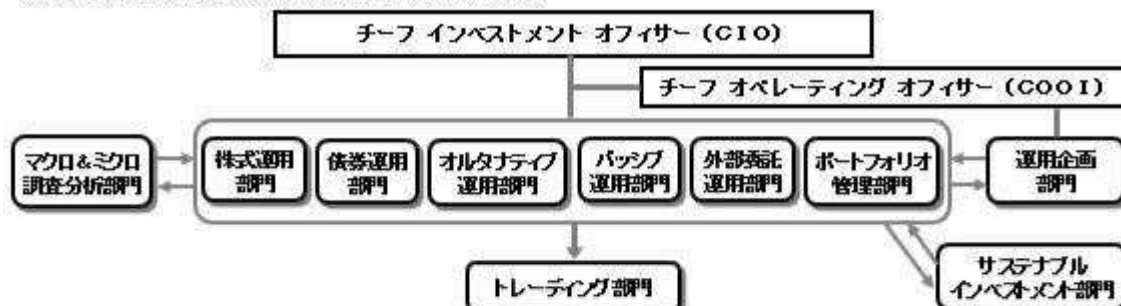 チーフ インベストメント オフィサー (CIO)
チーフ オペレーティング オフィサー (COOI)
マクロ&ミクロ
調査分析部門
株式運用
部門
債券運用
部門
オルタナティブ
運用部門
パッシブ
運用部門
外部委託
運用部門
ポートフォリオ
管理部門
運用企画
部門
トレーディング部門
サステナブル
インベストメント部門